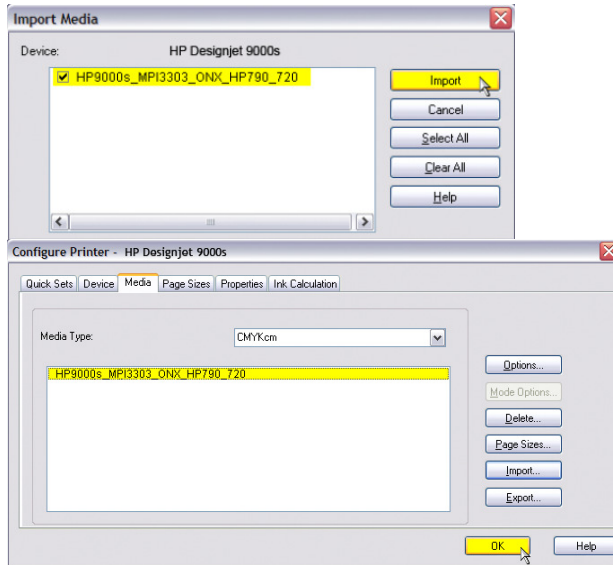 Import Media
Device: HP Designjet 9000s
HP9000s_MPI3303_ONX_HP790_720
Import
Cancel
Select All
Clear All
Help
Configure Printer - HP Designjet 9000s
Quick Sets Device Media Page Sizes Properties Ink Calculation
Media Type: CMYKcm
HP9000s_MPI3303_ONX_HP790_720
Options...
Mode Options...
Delete...
Page Sizes...
Import...
Export...
OK Help